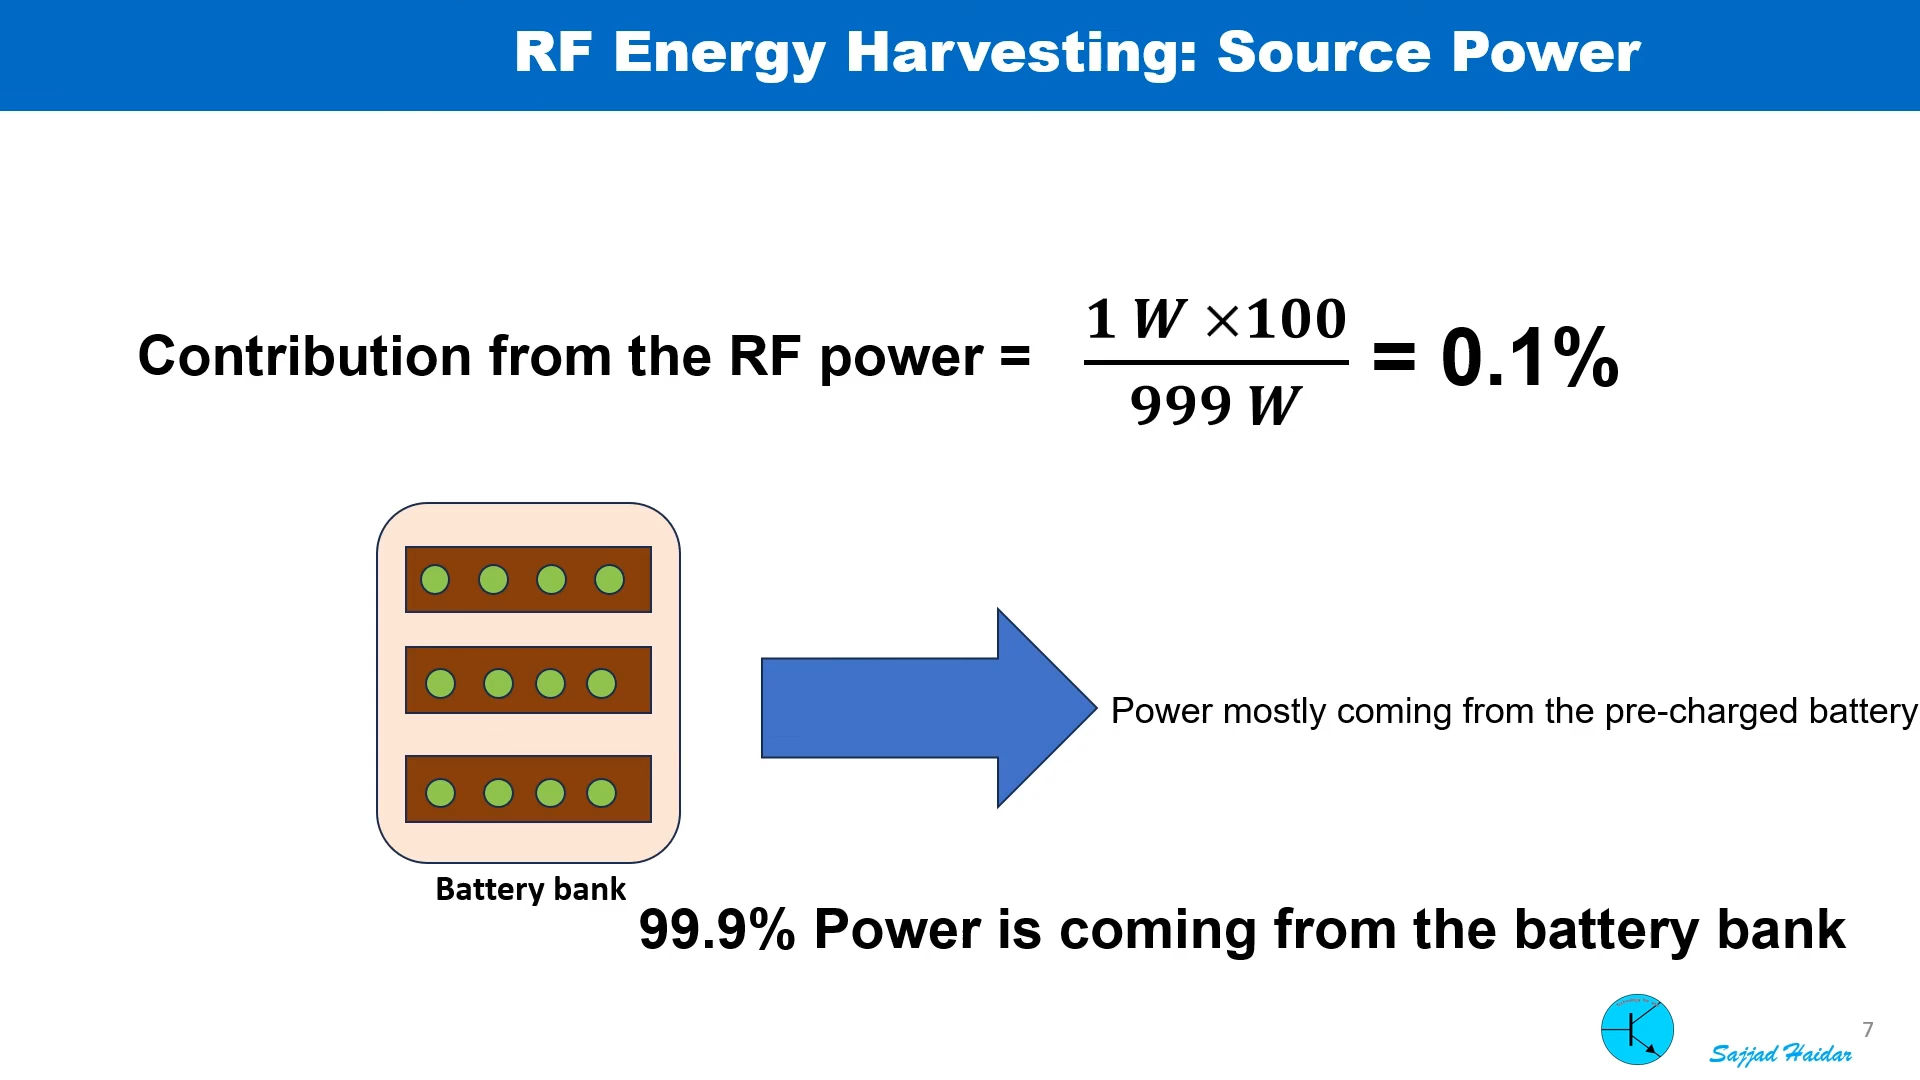 RF Energy Harvesting: Source Power
Contribution from the RF power = 1 W ×100 / 999 W = 0.1%
Power mostly coming from the pre-charged battery
Battery bank
99.9% Power is coming from the battery bank
Sajjad Haidar
7